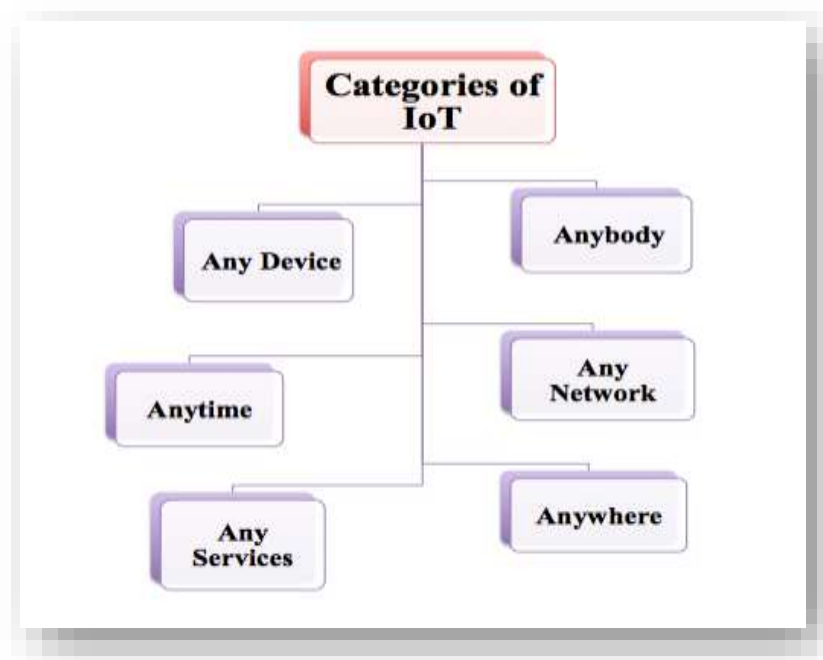 Categories of
IoT
Any Device
Anybody
Anytime
Any
Network
Any
Services
Anywhere